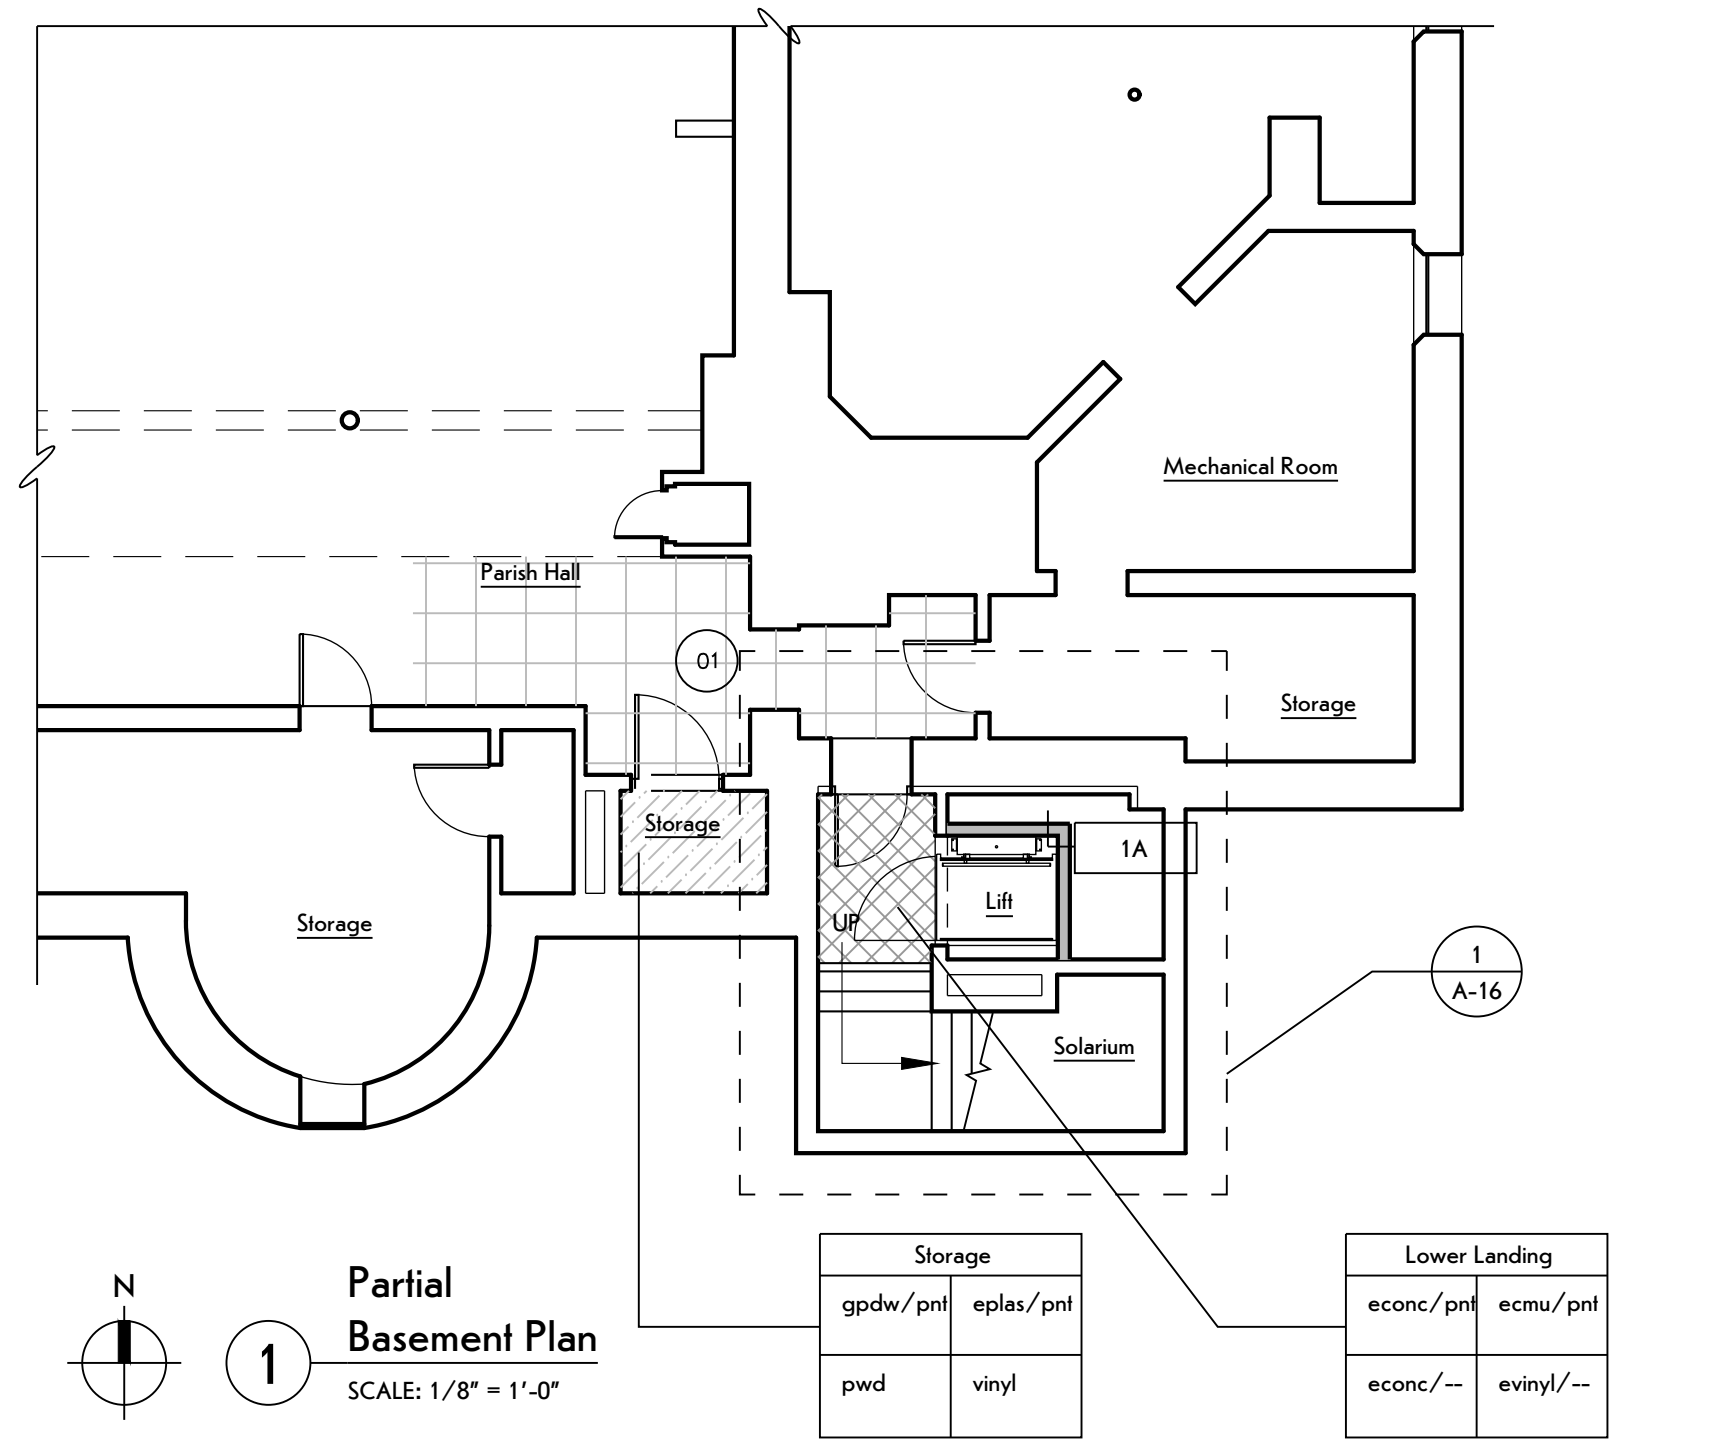 Mechanical Room
Parish Hall
01
Storage
Storage
1A
Lift
UP
Storage
1
A-16
Solarium
N
1
Partial
Basement Plan
SCALE: 1/8" = 1'-0"
Storage
gpdw/pnt eplas/pnt
pwd vinyl
Lower Landing
econc/pnt ecmu/pnt
econc/-- evinyl/--